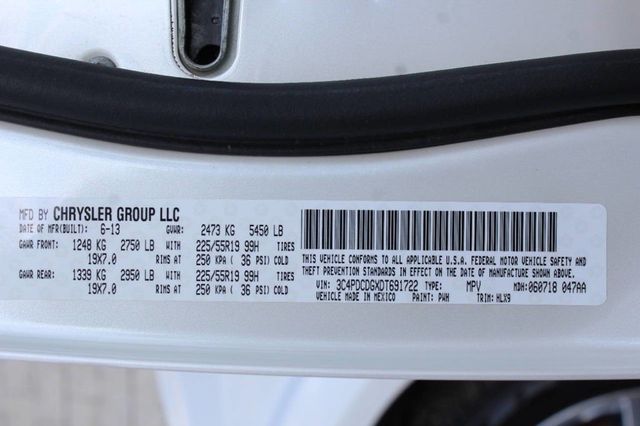 MFD BY CHRYSLER GROUP LLC
DATE OF MFR(BUILT): 6-13 GVWR: 2473 KG 5450 LB
GAWR FRONT: 1248 KG 2750 LB WITH 225/55R19 99H TIRES
19X7.0 RIMS AT 250 KPA ( 36 PSI) COLD
GAWR REAR: 1339 KG 2950 LB WITH 225/55R19 99H TIRES
19X7.0 RIMS AT 250 KPA ( 36 PSI) COLD
THIS VEHICLE CONFORMS TO ALL APPLICABLE U.S.A. FEDERAL MOTOR VEHICLE SAFETY AND
THEFT PREVENTION STANDARDS IN EFFECT ON THE DATE OF MANUFACTURE SHOWN ABOVE.
VIN: 3C4PDCDGXDT691722 TYPE: MPV MDH: 060718 047AA
VEHICLE MADE IN MEXICO PAINT: PWH TRIM: HLX9